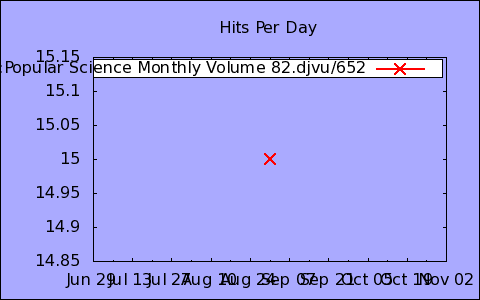 Hits Per Day
:Popular Science Monthly Volume 82.djvu/652
15.15
15.1
15.05
15
14.95
14.9
14.85
Jun 29 Jul 13 Jul 27 Aug 10 Aug 24 Sep 07 Sep 21 Oct 05 Oct 19 Nov 02